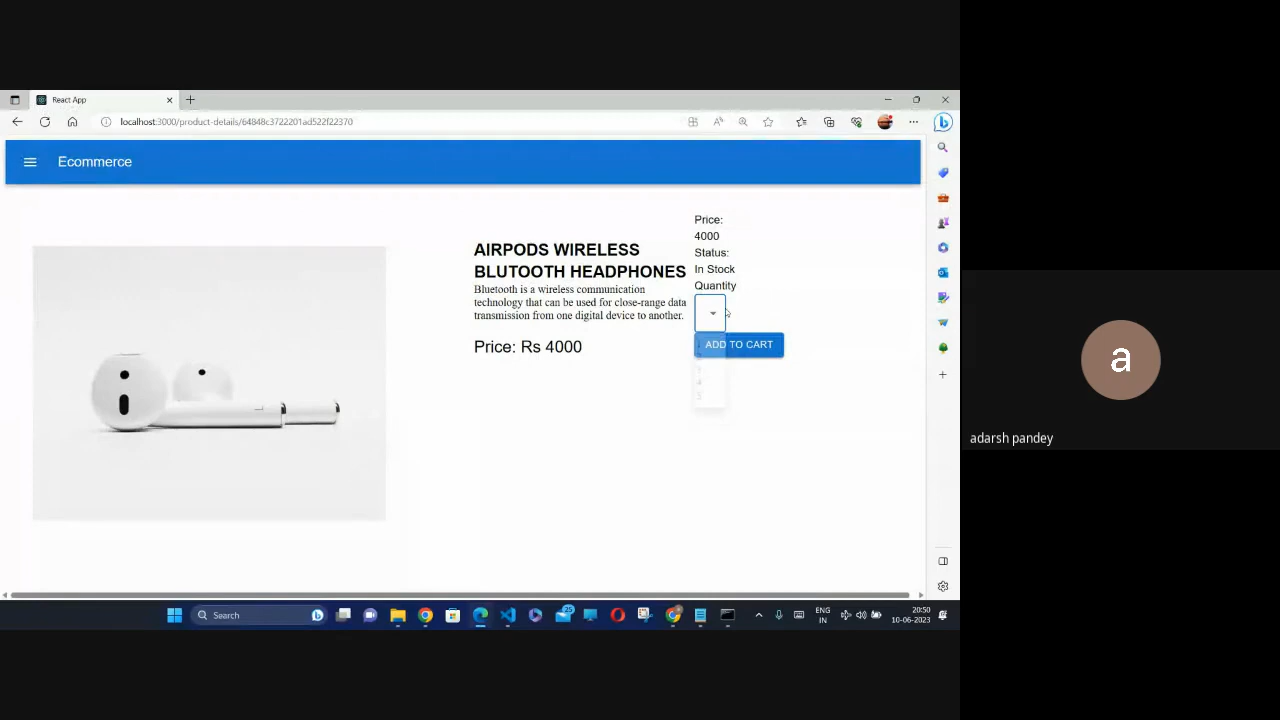 React App
localhost:3000/product-details/64848c3722201ad522f22370
Ecommerce
AIRPODS WIRELESS
BLUTOOTH HEADPHONES
Bluetooth is a wireless communication
technology that can be used for close-range data
transmission from one digital device to another.
Price: Rs 4000
Price:
4000
Status:
In Stock
Quantity
ADD TO CART
4
5
a
adarsh pandey
Search
ENG
IN
20:50
10-06-2023